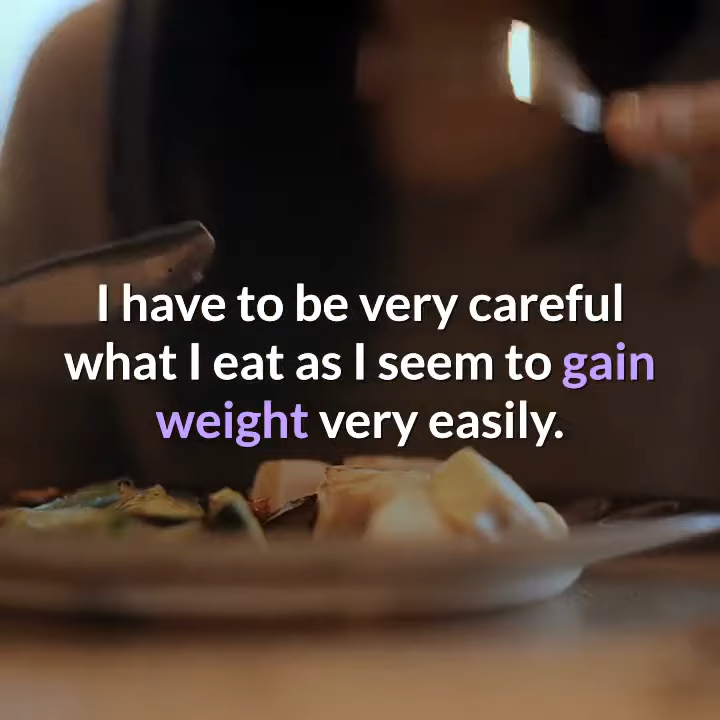 I have to be very careful
what I eat as I seem to gain
weight very easily.